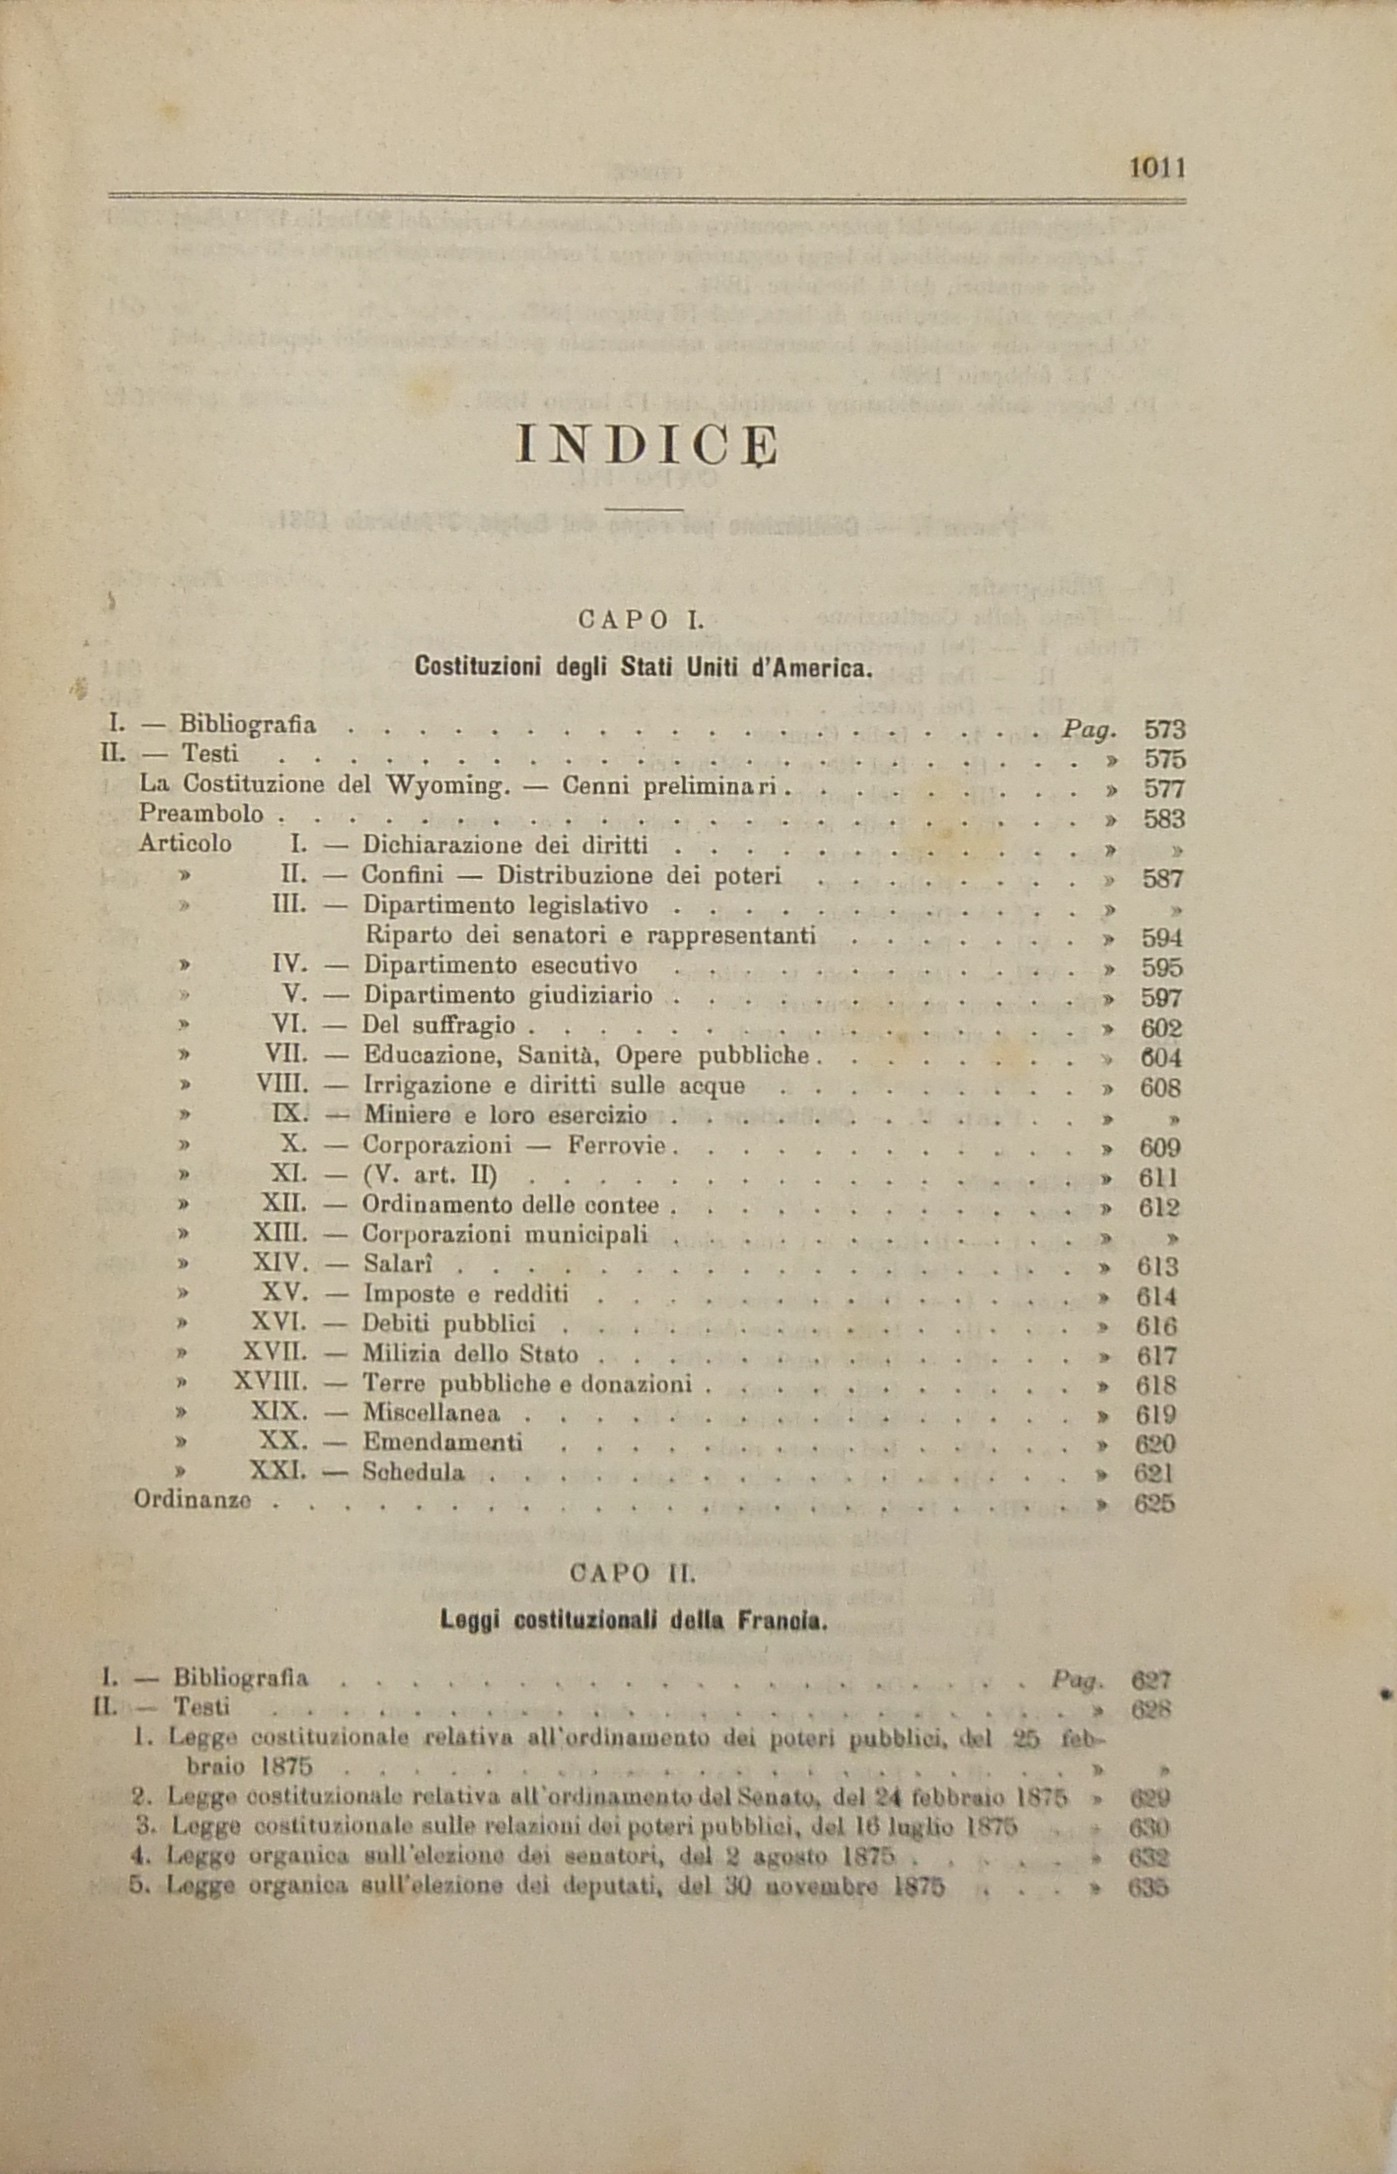 1011
INDICE
CAPO I.
Costituzioni degli Stati Uniti d'America.
I. — Bibliografia . . . . . . . . . . . . . . . . . . . . Pag. 573
II. — Testi . . . . . . . . . . . . . . . . . . . . . . . » 575
La Costituzione del Wyoming. — Cenni preliminari . . . . . . . . . » 577
Preambolo . . . . . . . . . . . . . . . . . . . . . . . » 583
Articolo I. — Dichiarazione dei diritti . . . . . . . . . . . . » »
» II. — Confini — Distribuzione dei poteri . . . . . . . . » 587
» III. — Dipartimento legislativo . . . . . . . . . . . . » »
Riparto dei senatori e rappresentanti . . . . . . . » 594
» IV. — Dipartimento esecutivo . . . . . . . . . . . . » 595
» V. — Dipartimento giudiziario . . . . . . . . . . . . » 597
» VI. — Del suffragio . . . . . . . . . . . . . . . . » 602
» VII. — Educazione, Sanità, Opere pubbliche . . . . . . . . » 604
» VIII. — Irrigazione e diritti sulle acque . . . . . . . . . » 608
» IX. — Miniere e loro esercizio . . . . . . . . . . . . » »
» X. — Corporazioni — Ferrovie . . . . . . . . . . . . » 609
» XI. — (V. art. II) . . . . . . . . . . . . . . . . » 611
» XII. — Ordinamento delle contee . . . . . . . . . . . . » 612
» XIII. — Corporazioni municipali . . . . . . . . . . . . » »
» XIV. — Salarî . . . . . . . . . . . . . . . . . . » 613
» XV. — Imposte e redditi . . . . . . . . . . . . . . » 614
» XVI. — Debiti pubblici . . . . . . . . . . . . . . . » 616
» XVII. — Milizia dello Stato . . . . . . . . . . . . . . » 617
» XVIII. — Terre pubbliche e donazioni . . . . . . . . . . . » 618
» XIX. — Miscellanea . . . . . . . . . . . . . . . . » 619
» XX. — Emendamenti . . . . . . . . . . . . . . . » 620
» XXI. — Schedula . . . . . . . . . . . . . . . . . » 621
Ordinanze . . . . . . . . . . . . . . . . . . . . . . . » 625
CAPO II.
Leggi costituzionali della Francia.
I. — Bibliografia . . . . . . . . . . . . . . . . . . . . Pag. 627
II. — Testi . . . . . . . . . . . . . . . . . . . . . . . » 628
1. Legge costituzionale relativa all'ordinamento dei poteri pubblici, del 25 feb-
braio 1875 . . . . . . . . . . . . . . . . . . . . . » »
2. Legge costituzionale relativa all'ordinamento del Senato, del 24 febbraio 1875 » 629
3. Legge costituzionale sulle relazioni dei poteri pubblici, del 16 luglio 1875 . » 630
4. Legge organica sull'elezione dei senatori, del 2 agosto 1875 . . . . . » 632
5. Legge organica sull'elezione dei deputati, del 30 novembre 1875 . . . » 635